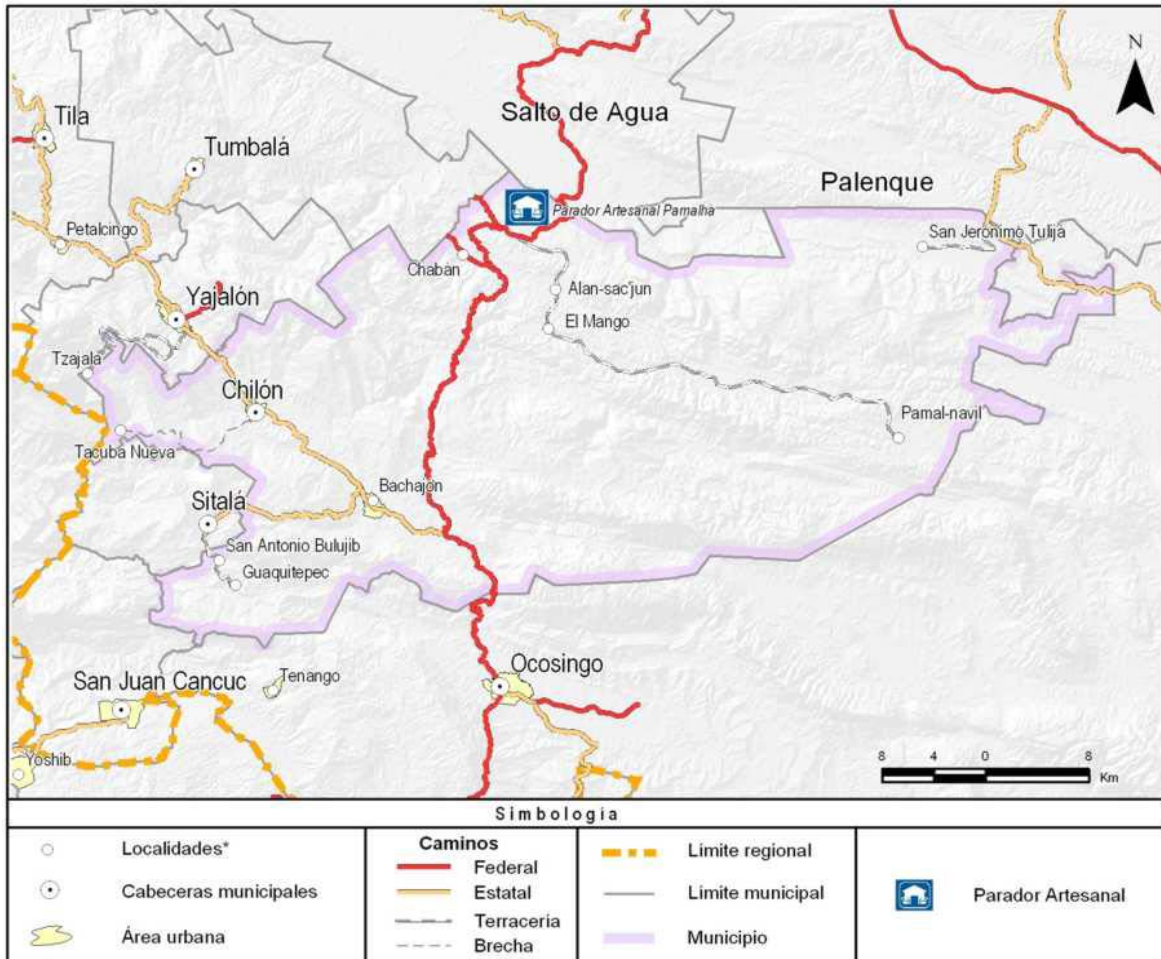 N
Salto de Agua
Tila
Tumbalá
Palenque
Parador Artesanal Pamalha
Petalcingo
San Jerónimo Tulijá
Chabán
Alan-sac'jun
Yajalón
El Mango
Tzajala
Chilón
Tacuba Nueva
Pamal-navil
Bachajón
Sitalá
San Antonio Bulujib
Guaquitepec
Ocosingo
San Juan Cancuc
Tenango
Yoshib
8 4 0 8
Km
Simbología
Localidades*
Cabeceras municipales
Área urbana
Caminos
Federal
Estatal
Terracería
Brecha
Limite regional
Limite municipal
Municipio
Parador Artesanal